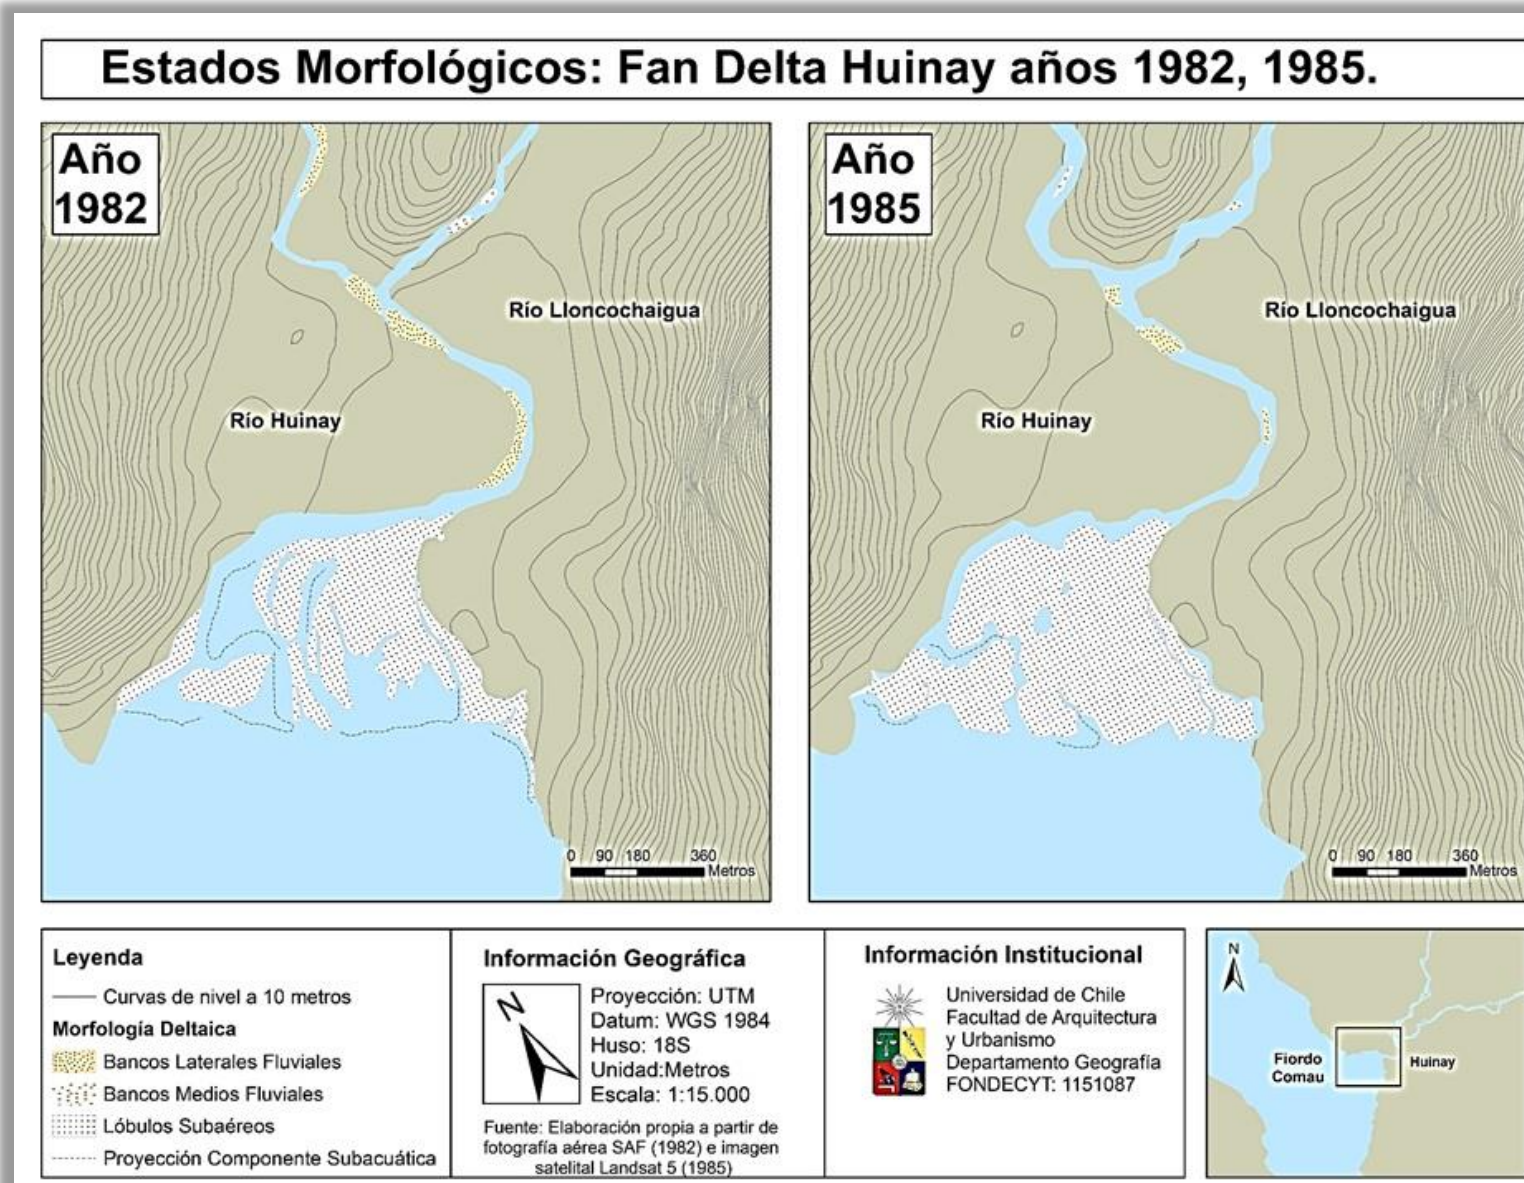 Estados Morfológicos: Fan Delta Huinay años 1982, 1985.
Año
1982
Río Lloncochaigua
Río Huinay
0 90 180 360
Metros
Año
1985
Río Lloncochaigua
Río Huinay
0 90 180 360
Metros
Leyenda
Curvas de nivel a 10 metros
Morfología Deltaica
Bancos Laterales Fluviales
Bancos Medios Fluviales
Lóbulos Subaéreos
Proyección Componente Subacuática
Información Geográfica
N
Proyección: UTM
Datum: WGS 1984
Huso: 18S
Unidad:Metros
Escala: 1:15.000
Fuente: Elaboración propia a partir de
fotografía aérea SAF (1982) e imagen
satelital Landsat 5 (1985)
Información Institucional
Universidad de Chile
Facultad de Arquitectura
y Urbanismo
Departamento Geografía
FONDECYT: 1151087
N
Fiordo
Comau
Huinay